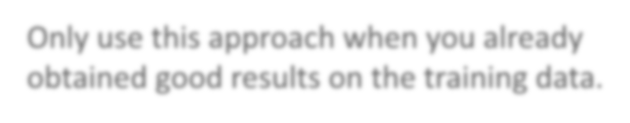 Only use this approach when you already
obtained good results on the training data.